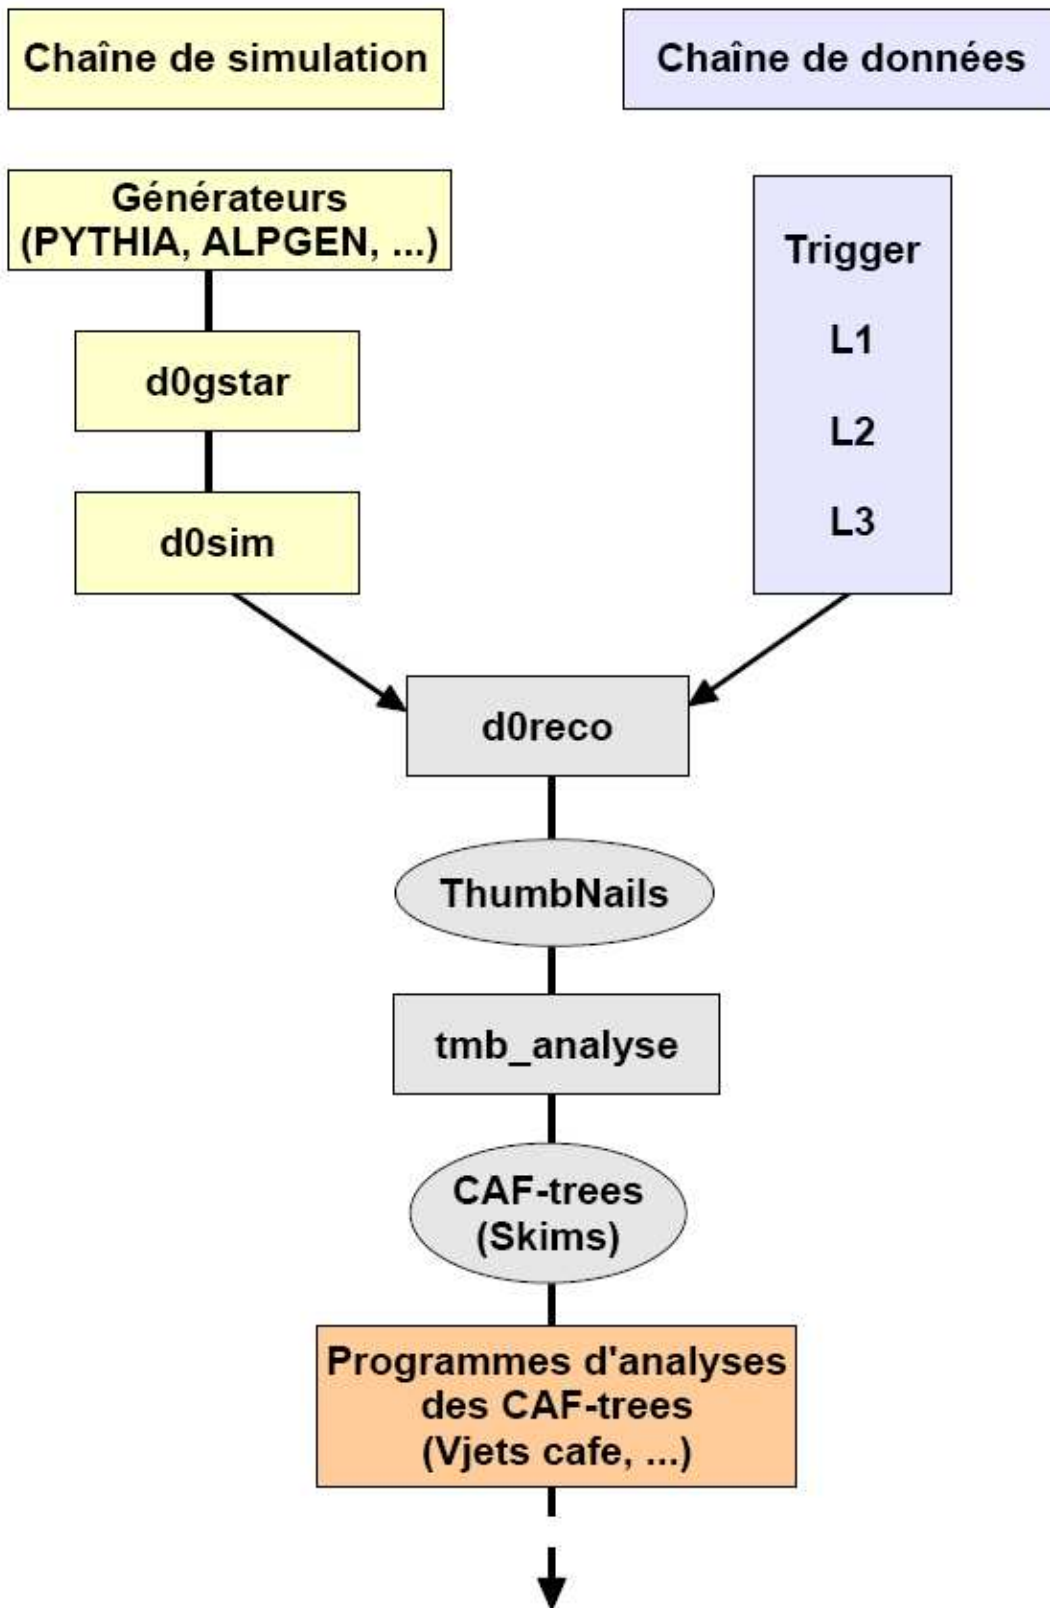 Chaîne de simulation
Chaîne de données
Générateurs
(PYTHIA, ALPGEN, ...)
d0gstar
d0sim
Trigger
L1
L2
L3
d0reco
ThumbNails
tmb_analyse
CAF-trees
(Skims)
Programmes d'analyses
des CAF-trees
(Vjets cafe, ...)